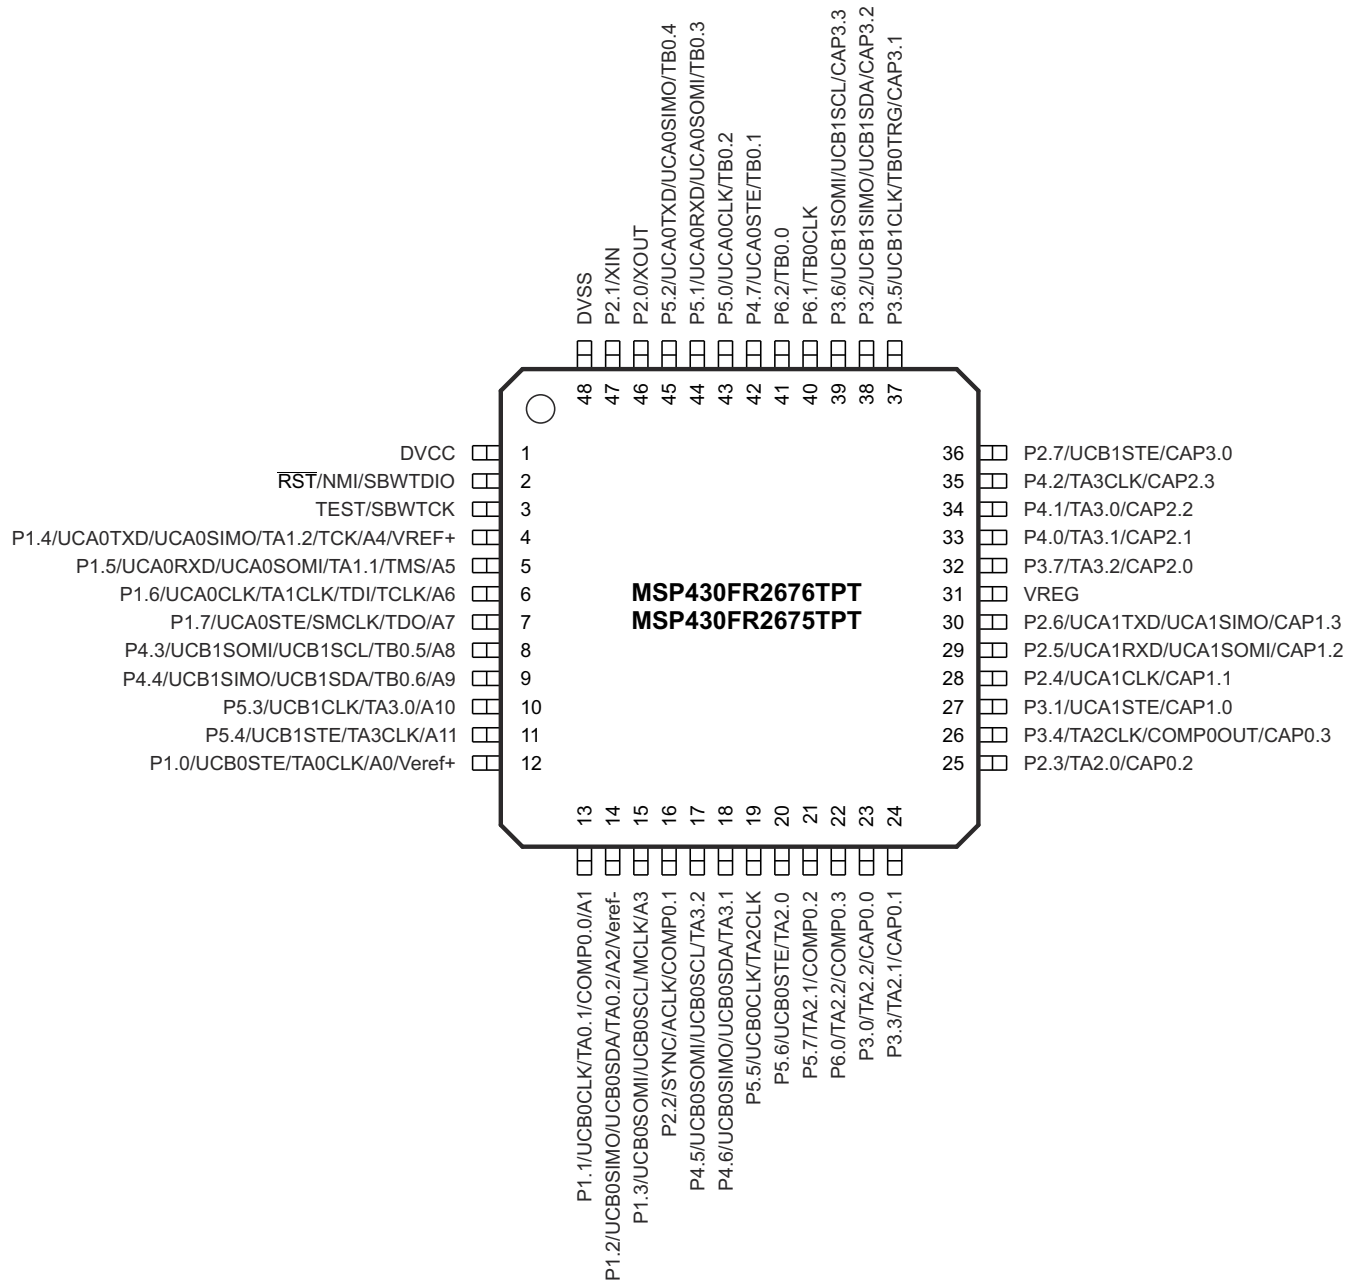 DVSS
P2.1/XIN
P2.0/XOUT
P5.2/UCA0TXD/UCA0SIMO/TB0.4
P5.1/UCA0RXD/UCA0SOMI/TB0.3
P5.0/UCA0CLK/TB0.2
P4.7/UCA0STE/TB0.1
P6.2/TB0.0
P6.1/TB0CLK
P3.6/UCB1SOMI/UCB1SCL/CAP3.3
P3.2/UCB1SIMO/UCB1SDA/CAP3.2
P3.5/UCB1CLK/TB0TRG/CAP3.1
48
47
46
45
44
43
42
41
40
39
38
37
DVCC 1
RST/NMI/SBWTDIO 2
TEST/SBWTCK 3
P1.4/UCA0TXD/UCA0SIMO/TA1.2/TCK/A4/VREF+ 4
P1.5/UCA0RXD/UCA0SOMI/TA1.1/TMS/A5 5
P1.6/UCA0CLK/TA1CLK/TDI/TCLK/A6 6
P1.7/UCA0STE/SMCLK/TDO/A7 7
P4.3/UCB1SOMI/UCB1SCL/TB0.5/A8 8
P4.4/UCB1SIMO/UCB1SDA/TB0.6/A9 9
P5.3/UCB1CLK/TA3.0/A10 10
P5.4/UCB1STE/TA3CLK/A11 11
P1.0/UCB0STE/TA0CLK/A0/Veref+ 12
MSP430FR2676TPT
MSP430FR2675TPT
36 P2.7/UCB1STE/CAP3.0
35 P4.2/TA3CLK/CAP2.3
34 P4.1/TA3.0/CAP2.2
33 P4.0/TA3.1/CAP2.1
32 P3.7/TA3.2/CAP2.0
31 VREG
30 P2.6/UCA1TXD/UCA1SIMO/CAP1.3
29 P2.5/UCA1RXD/UCA1SOMI/CAP1.2
28 P2.4/UCA1CLK/CAP1.1
27 P3.1/UCA1STE/CAP1.0
26 P3.4/TA2CLK/COMP0OUT/CAP0.3
25 P2.3/TA2.0/CAP0.2
13
14
15
16
17
18
19
20
21
22
23
24
P1.1/UCB0CLK/TA0.1/COMP0.0/A1
P1.2/UCB0SIMO/UCB0SDA/TA0.2/A2/Veref-
P1.3/UCB0SOMI/UCB0SCL/MCLK/A3
P2.2/SYNC/ACLK/COMP0.1
P4.5/UCB0SOMI/UCB0SCL/TA3.2
P4.6/UCB0SIMO/UCB0SDA/TA3.1
P5.5/UCB0CLK/TA2CLK
P5.6/UCB0STE/TA2.0
P5.7/TA2.1/COMP0.2
P6.0/TA2.2/COMP0.3
P3.0/TA2.2/CAP0.0
P3.3/TA2.1/CAP0.1